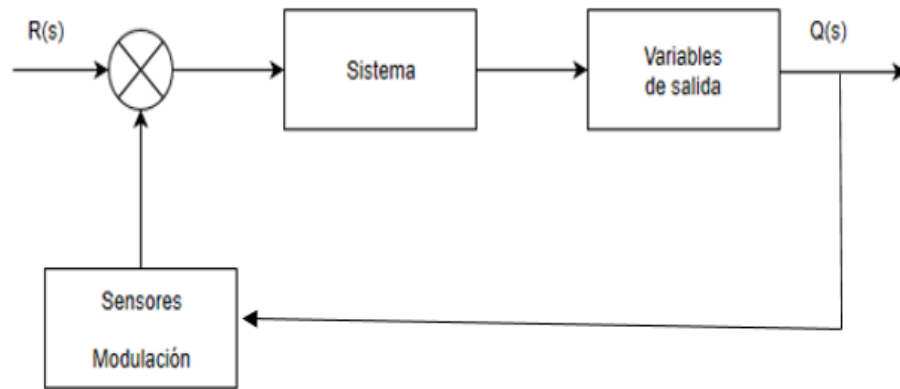 R(s)
Sistema
Variables
de salida
Q(s)
Sensores
Modulación